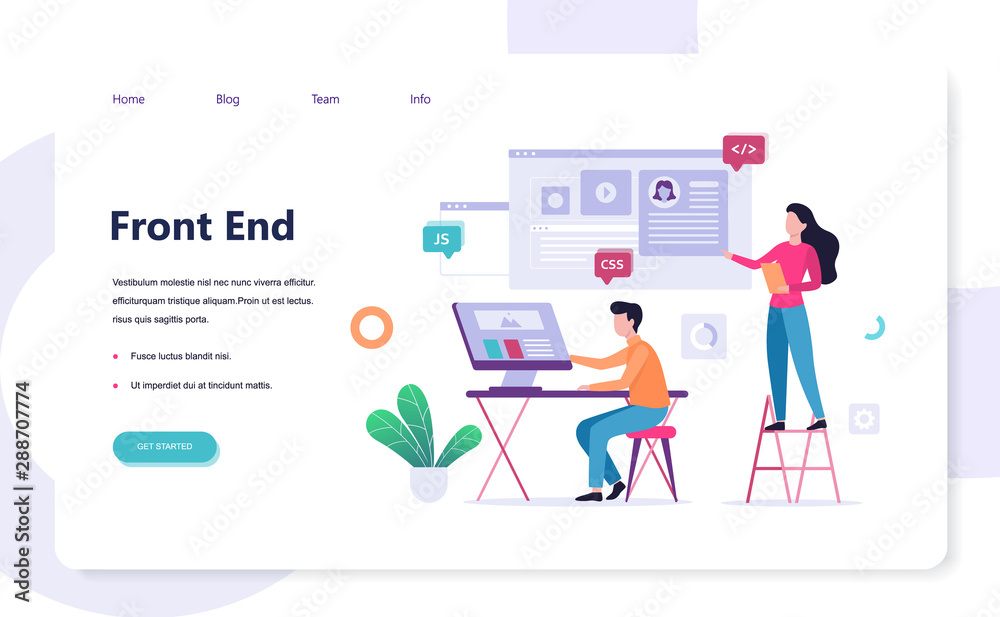 Home Blog Team Info
</>
JS
CSS
Front End
Vestibulum molestie nisl nec nunc viverra efficitur.
efficiturquam tristique aliquam.Proin ut est lectus.
risus quis sagittis porta.
Fusce luctus blandit nisi.
Ut imperdiet dui at tincidunt mattis.
GET STARTED
Adobe Stock | #288707774
Adobe Stock